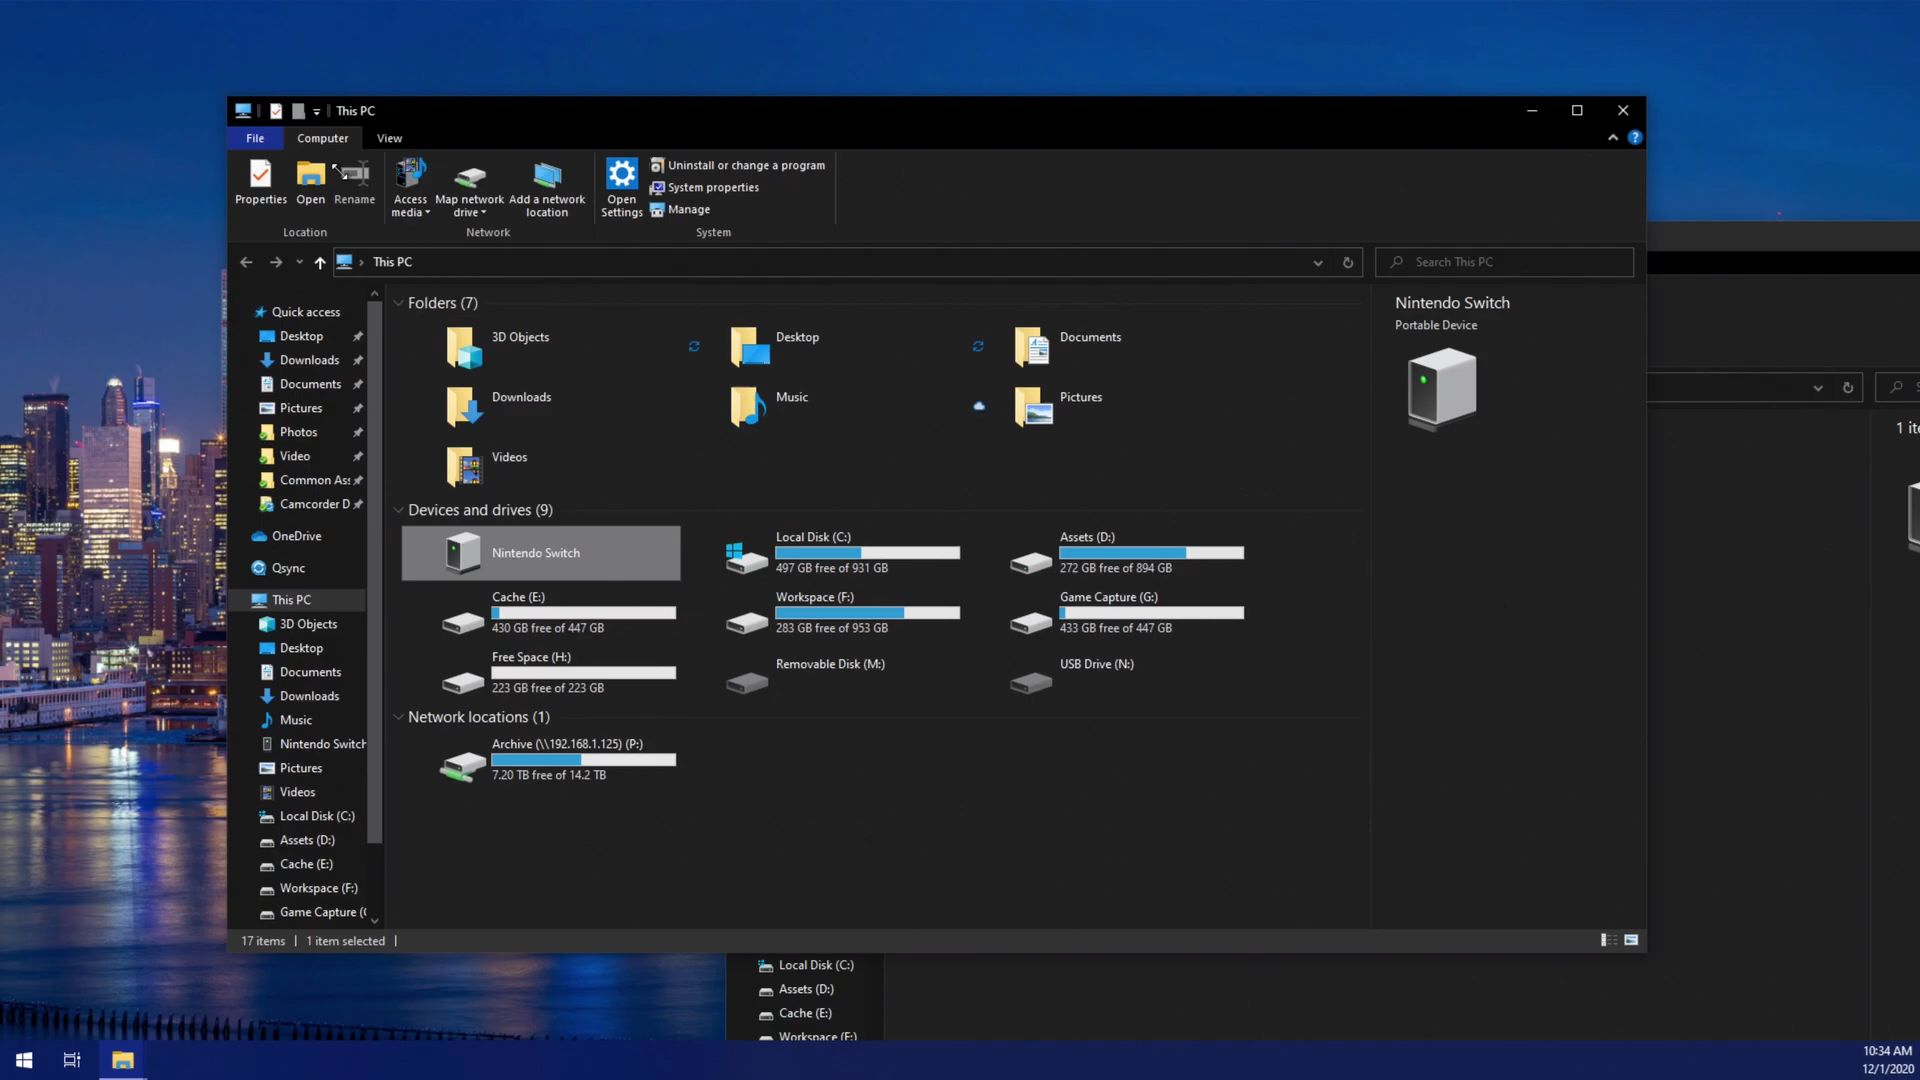 This PC
File
Computer
View
Properties
Open
Rename
Access
media
Map network
drive
Add a network
location
Open
Settings
Uninstall or change a program
System properties
Manage
Location
Network
System
This PC
Search This PC
Quick access
Desktop
Downloads
Documents
Pictures
Photos
Video
Common Ass
Camcorder D
OneDrive
Qsync
This PC
3D Objects
Desktop
Documents
Downloads
Music
Nintendo Switch
Pictures
Videos
Local Disk (C:)
Assets (D:)
Cache (E:)
Workspace (F:)
Game Capture (
Folders (7)
3D Objects
Desktop
Documents
Downloads
Music
Pictures
Videos
Devices and drives (9)
Nintendo Switch
Local Disk (C:)
497 GB free of 931 GB
Assets (D:)
272 GB free of 894 GB
Cache (E:)
430 GB free of 447 GB
Workspace (F:)
283 GB free of 953 GB
Game Capture (G:)
433 GB free of 447 GB
Free Space (H:)
223 GB free of 223 GB
Removable Disk (M:)
USB Drive (N:)
Network locations (1)
Archive (\\192.168.1.125) (P:)
7.20 TB free of 14.2 TB
Nintendo Switch
Portable Device
17 items
1 item selected
1 ite
Local Disk (C:)
Assets (D:)
Cache (E:)
Workspace (F:)
10:34 AM
12/1/2020